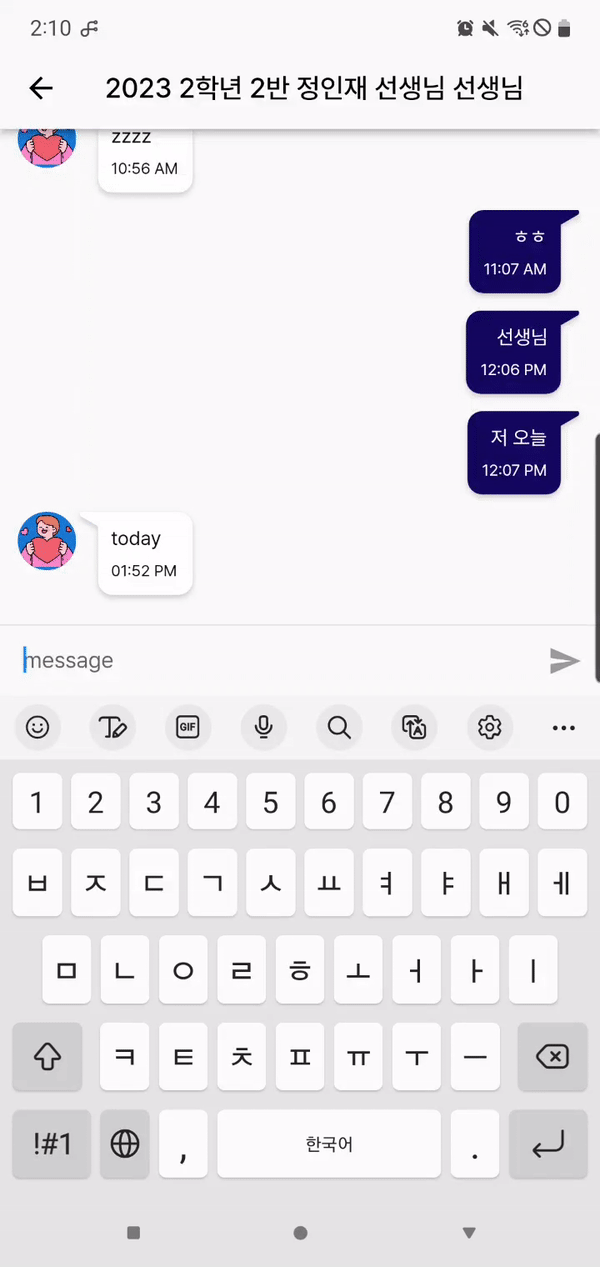 2:10
2023 2학년 2반 정인재 선생님 선생님
zzzz
10:56 AM
ㅎㅎ
11:07 AM
선생님
12:06 PM
저 오늘
12:07 PM
today
01:52 PM
message
GIF
1 2 3 4 5 6 7 8 9 0
ㅂ ㅈ ㄷ ㄱ ㅅ ㅛ ㅕ ㅑ ㅐ ㅔ
ㅁ ㄴ ㅇ ㄹ ㅎ ㅗ ㅓ ㅏ ㅣ
ㅋ ㅌ ㅊ ㅍ ㅠ ㅜ ㅡ
!#1 , 한국어 .